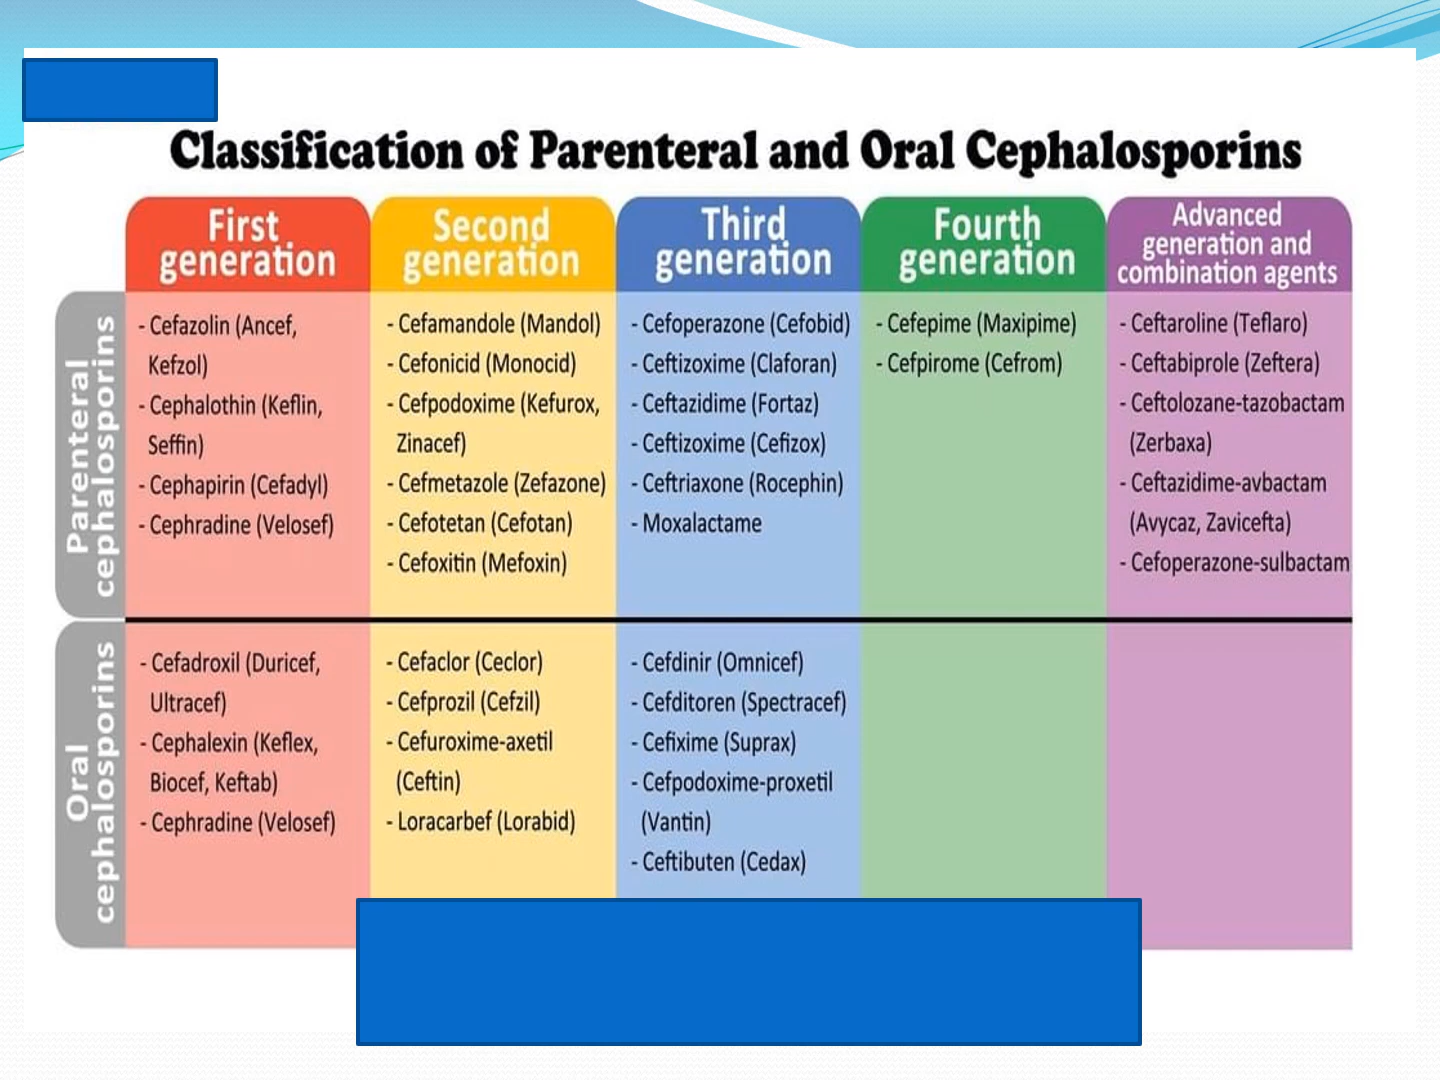 Classification of Parenteral and Oral Cephalosporins
First
generation
Second
generation
Third
generation
Fourth
generation
Advanced
generation and
combination agents
Parenteral
cephalosporins
- Cefazolin (Ancef,
Kefzol)
- Cephalothin (Keflin,
Seffin)
- Cephapirin (Cefadyl)
- Cephradine (Velosef)
- Cefamandole (Mandol)
- Cefonicid (Monocid)
- Cefpodoxime (Kefurox,
Zinacef)
- Cefmetazole (Zefazone)
- Cefotetan (Cefotan)
- Cefoxitin (Mefoxin)
- Cefoperazone (Cefobid)
- Ceftizoxime (Claforan)
- Ceftazidime (Fortaz)
- Ceftizoxime (Cefizox)
- Ceftriaxone (Rocephin)
- Moxalactame
- Cefepime (Maxipime)
- Cefpirome (Cefrom)
- Ceftaroline (Teflaro)
- Ceftabiprole (Zeftera)
- Ceftolozane-tazobactam
(Zerbaxa)
- Ceftazidime-avbactam
(Avycaz, Zavicefta)
- Cefoperazone-sulbactam
Oral
cephalosporins
- Cefadroxil (Duricef,
Ultracef)
- Cephalexin (Keflex,
Biocef, Keftab)
- Cephradine (Velosef)
- Cefaclor (Ceclor)
- Cefprozil (Cefzil)
- Cefuroxime-axetil
(Ceftin)
- Loracarbef (Lorabid)
- Cefdinir (Omnicef)
- Cefditoren (Spectracef)
- Cefixime (Suprax)
- Cefpodoxime-proxetil
(Vantin)
- Ceftibuten (Cedax)